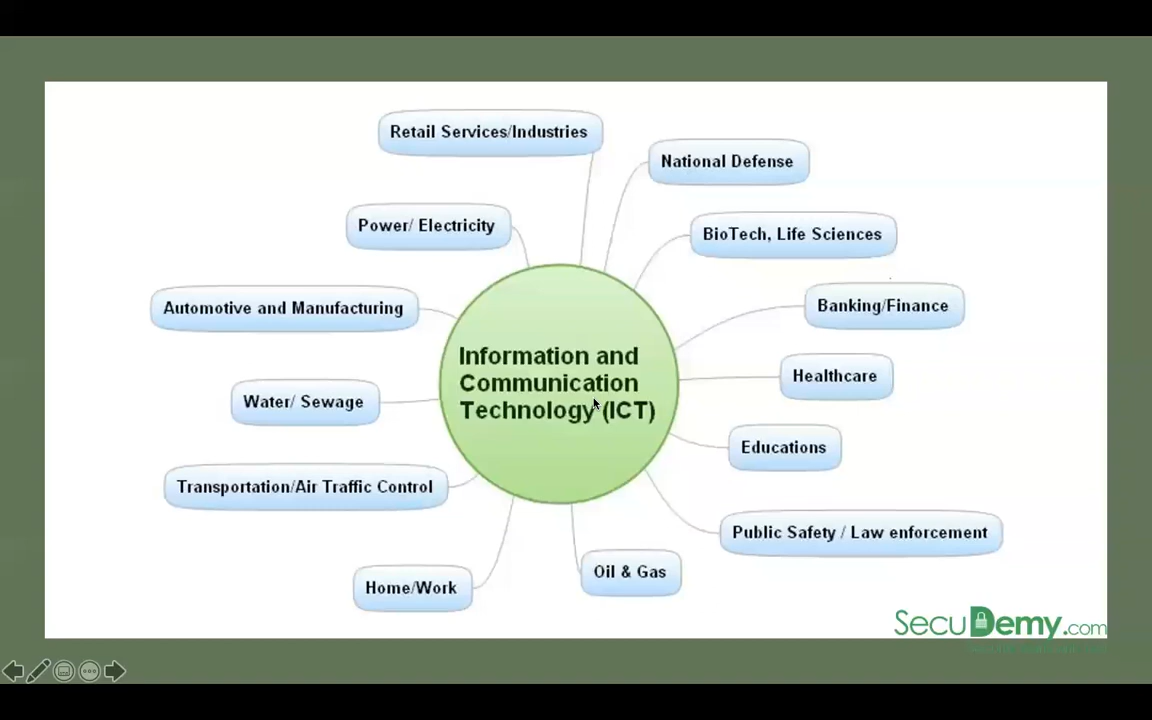 Retail Services/Industries
National Defense
Power/ Electricity
BioTech, Life Sciences
Automotive and Manufacturing
Banking/Finance
Information and
Communication
Technology (ICT)
Healthcare
Water/ Sewage
Educations
Transportation/Air Traffic Control
Public Safety / Law enforcement
Oil & Gas
Home/Work
SecuDemy.com